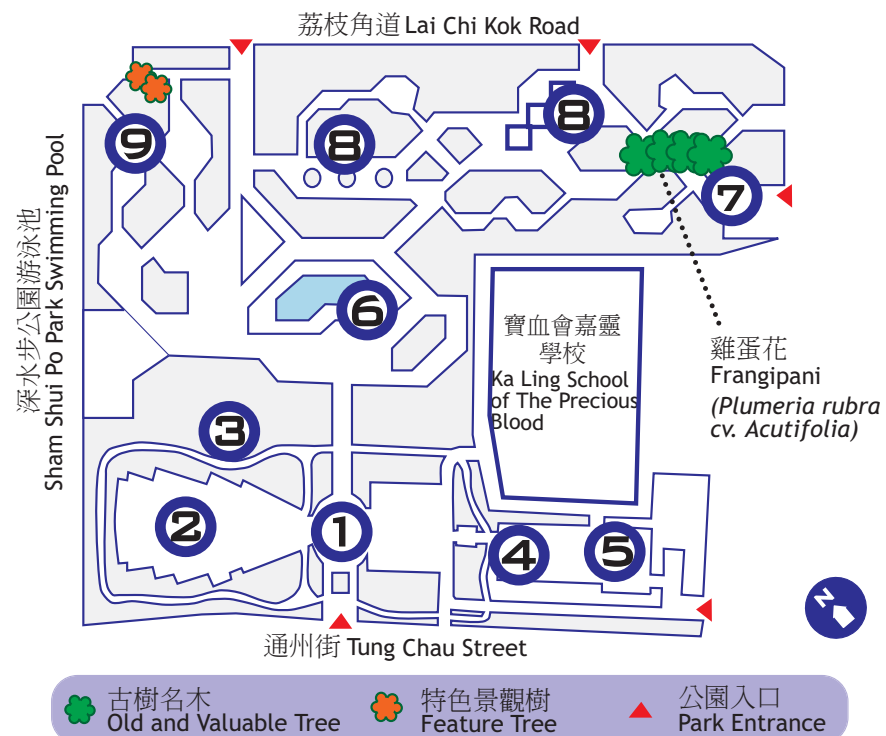 荔枝角道 Lai Chi Kok Road
深水步公園游泳池
Sham Shui Po Park Swimming Pool
9
8
8
7
6
寶血會嘉靈
學校
Ka Ling School
of The Precious
Blood
雞蛋花
Frangipani
(Plumeria rubra
cv. Acutifolia)
3
2
1
4
5
N
通州街 Tung Chau Street
古樹名木
Old and Valuable Tree
特色景觀樹
Feature Tree
公園入口
Park Entrance